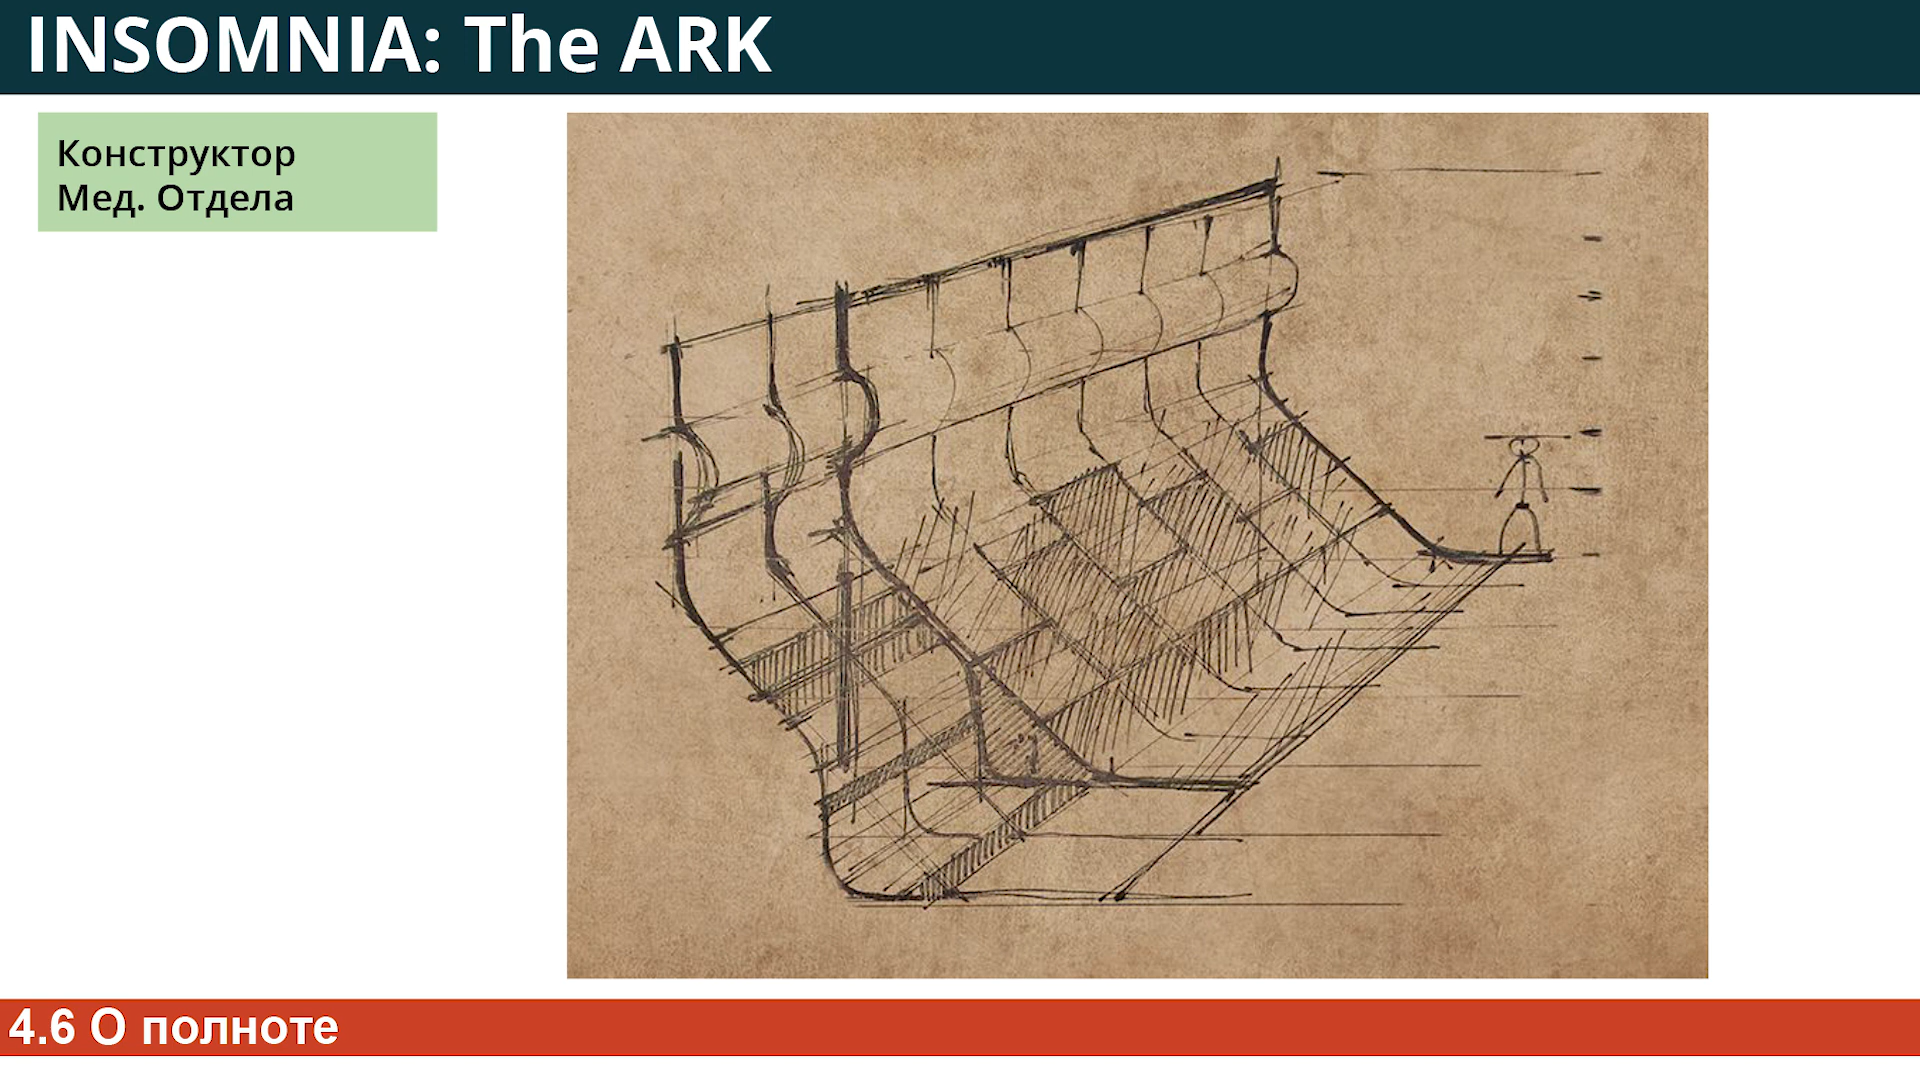 INSOMNIA: The ARK
Конструктор
Мед. Отдела
4.6 О полноте